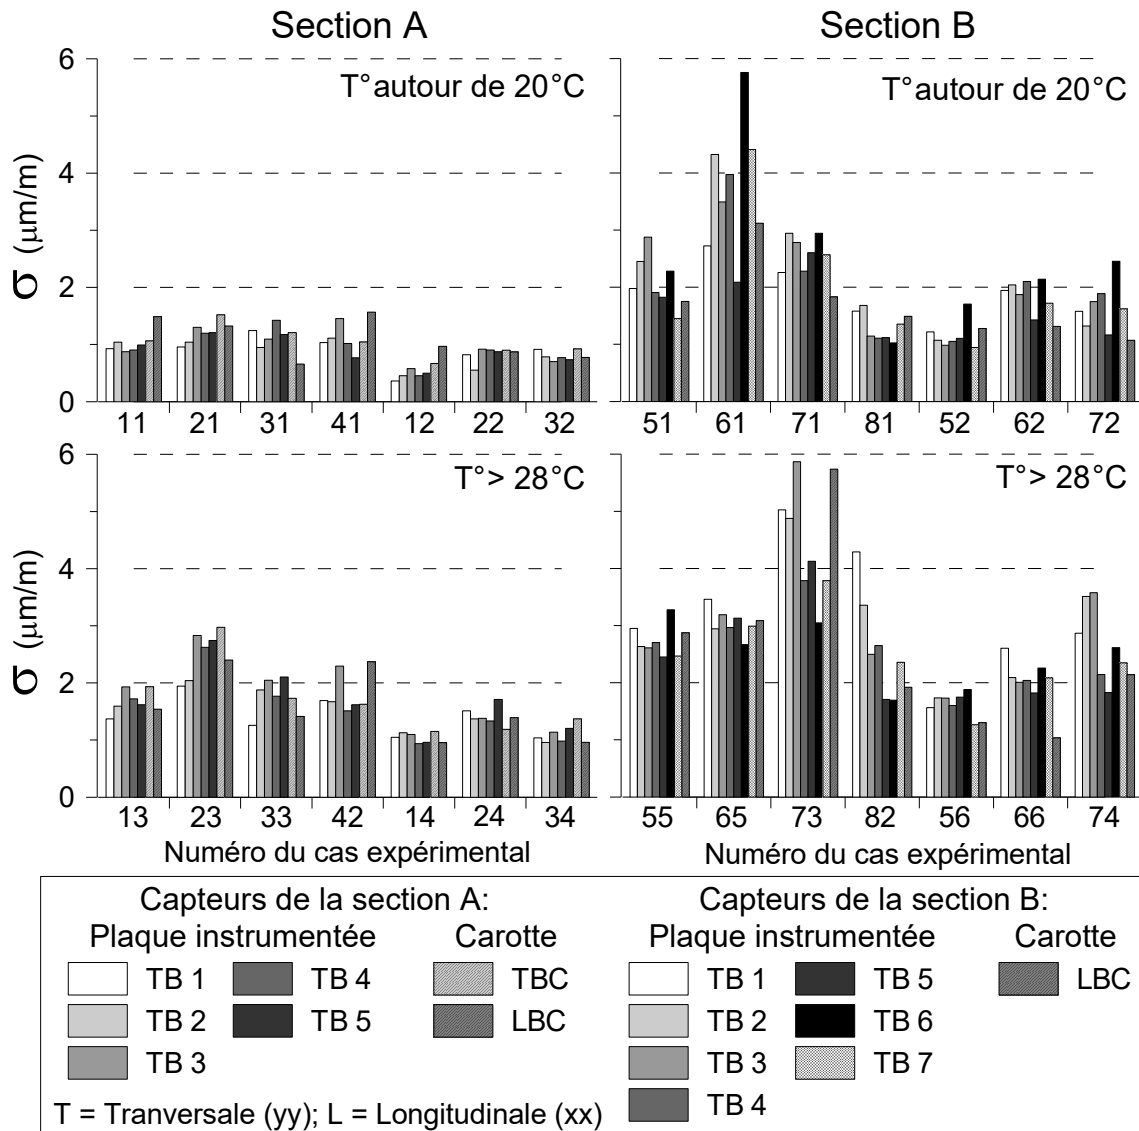 Section A
Section B
6
4
2
0
σ (μm/m)
T° autour de 20°C
T° autour de 20°C
11 21 31 41 12 22 32
51 61 71 81 52 62 72
6
4
2
0
σ (μm/m)
T° > 28°C
T° > 28°C
13 23 33 42 14 24 34
55 65 73 82 56 66 74
Numéro du cas expérimental
Numéro du cas expérimental
Capteurs de la section A:
Plaque instrumentée Carotte
TB 1 TB 4 TBC
TB 2 TB 5 LBC
TB 3
T = Tranversale (yy); L = Longitudinale (xx)
Capteurs de la section B:
Plaque instrumentée Carotte
TB 1 TB 5 LBC
TB 2 TB 6
TB 3 TB 7
TB 4